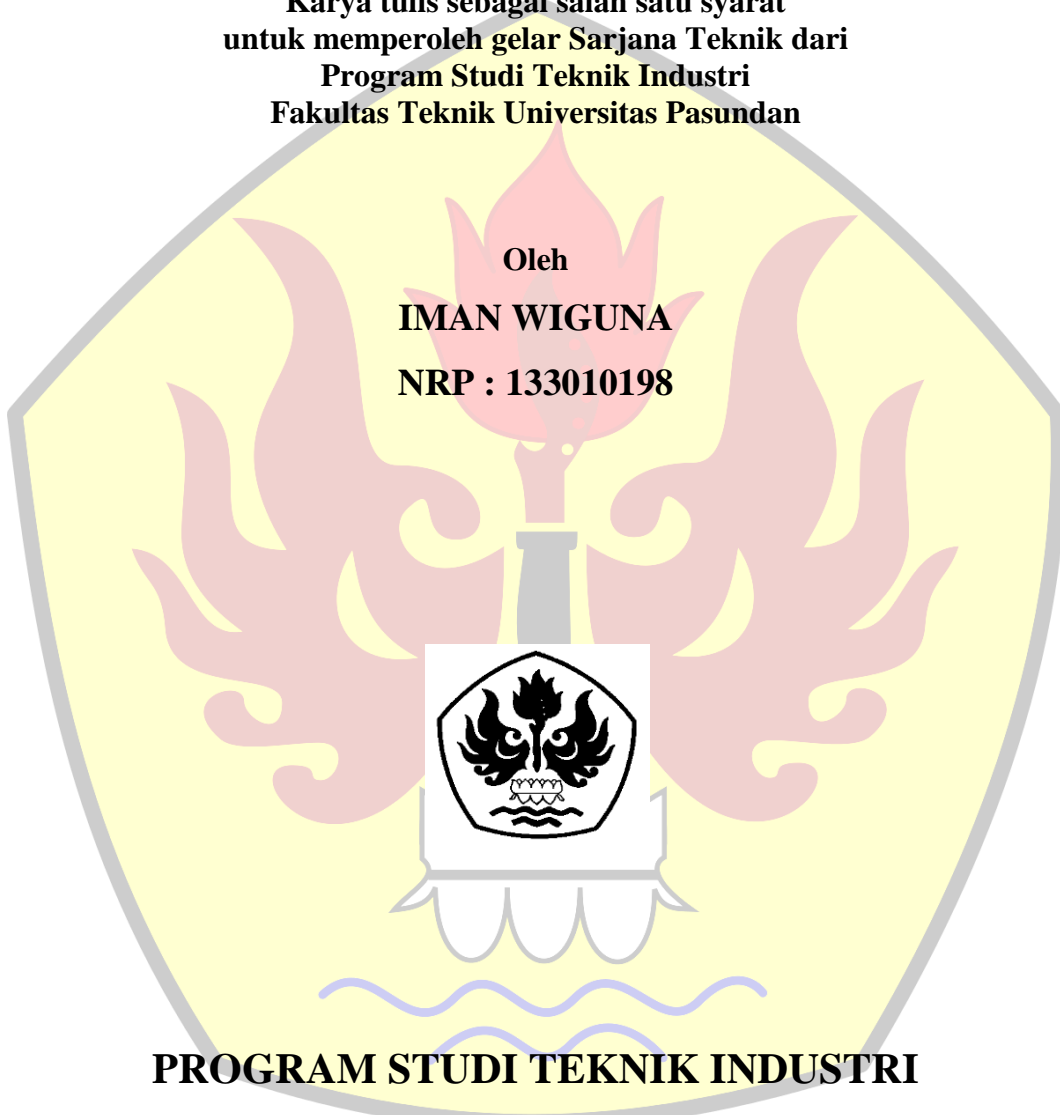 Karya tulis sebagai salah satu syarat
untuk memperoleh gelar Sarjana Teknik dari
Program Studi Teknik Industri
Fakultas Teknik Universitas Pasundan
Oleh
IMAN WIGUNA
NRP : 133010198
PROGRAM STUDI TEKNIK INDUSTRI